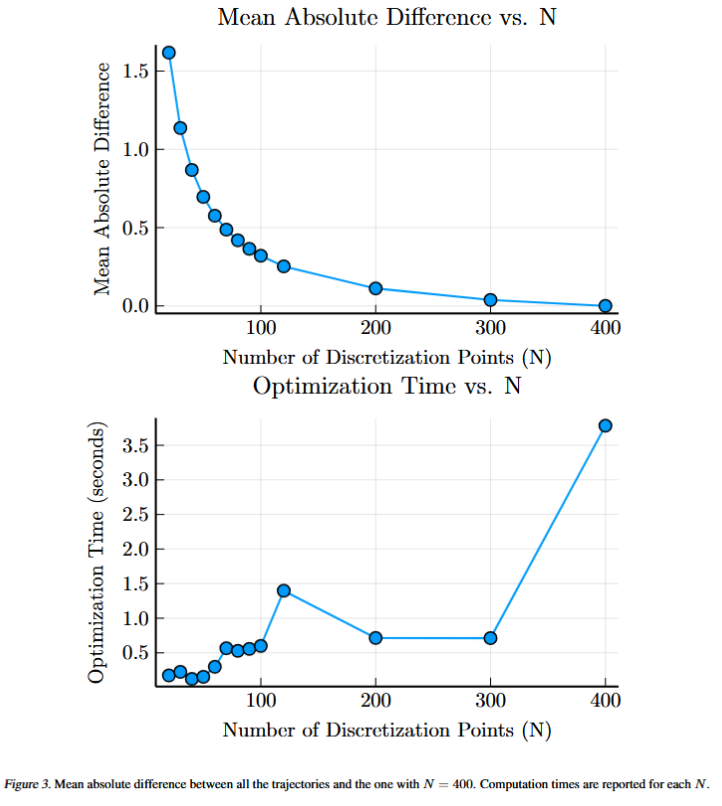 Mean Absolute Difference vs. N
Mean Absolute Difference
1.5
1.0
0.5
0.0
100 200 300 400
Number of Discretization Points (N)
Optimization Time vs. N
Optimization Time (seconds)
3.5
3.0
2.5
2.0
1.5
1.0
0.5
100 200 300 400
Number of Discretization Points (N)
Figure 3. Mean absolute difference between all the trajectories and the one with N = 400. Computation times are reported for each N.